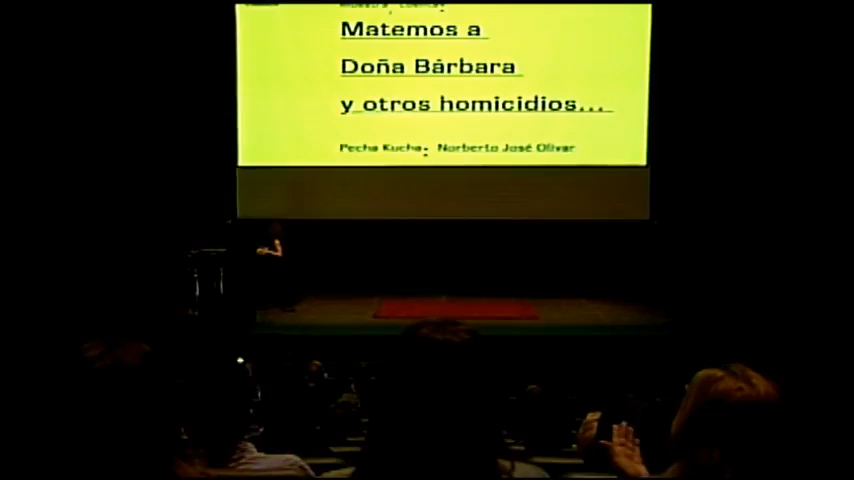 Matemos a
Doña Bárbara
y otros homicidios...
Pecha Kucha: Norberto José Olivar